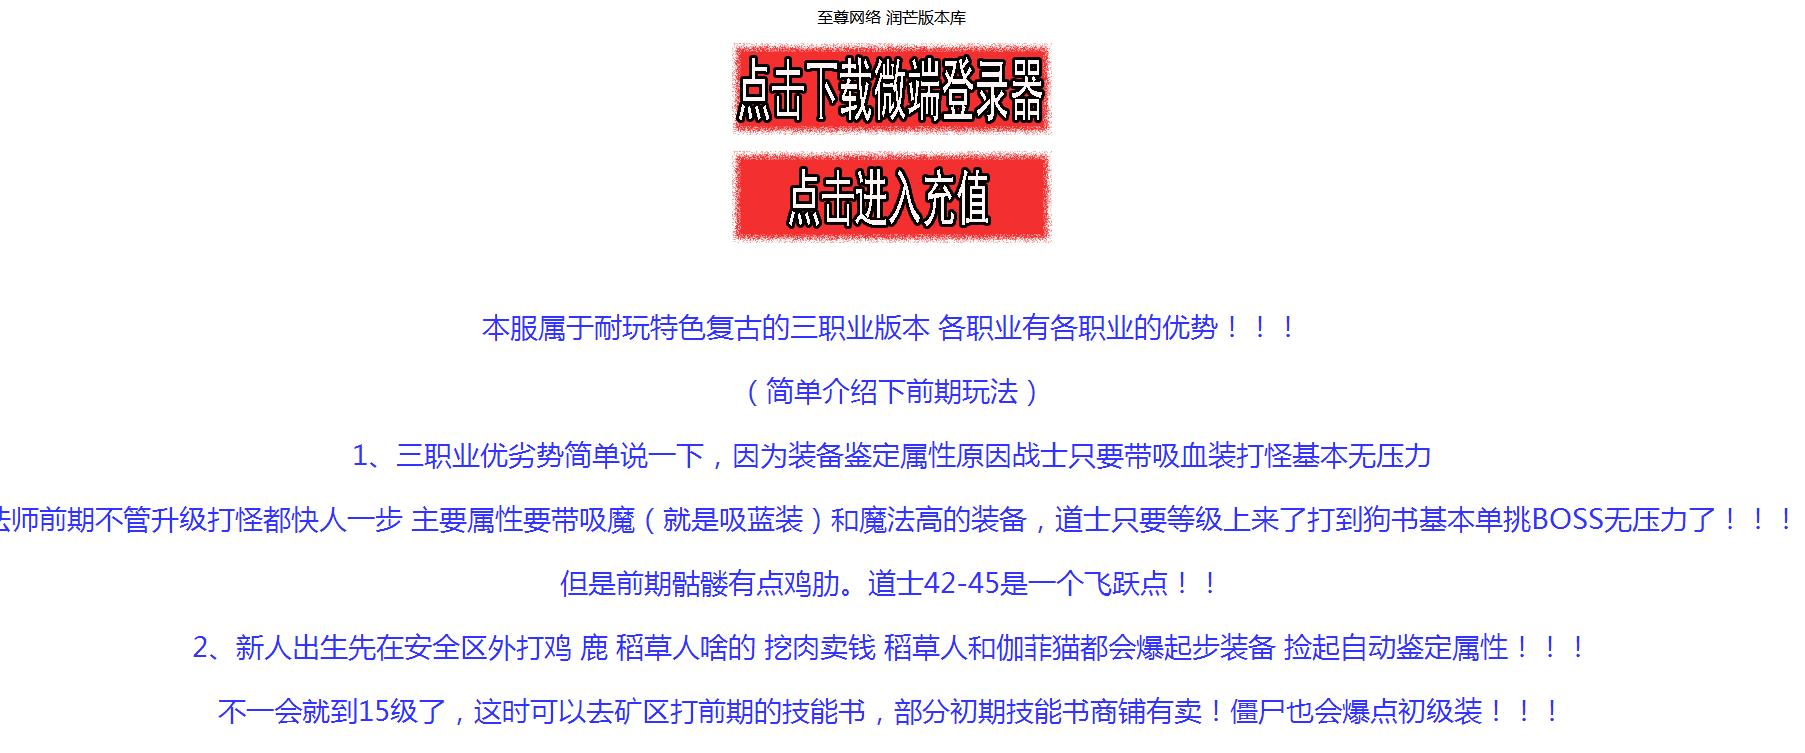 至尊网络 润芒版本库
点击下载微端登录器
点击进入充值
本服属于耐玩特色复古的三职业版本 各职业有各职业的优势！！！
（简单介绍下前期玩法）
1、三职业优劣势简单说一下，因为装备鉴定属性原因战士只要带吸血装打怪基本无压力
法师前期不管升级打怪都快人一步 主要属性要带吸魔（就是吸蓝装）和魔法高的装备，道士只要等级上来了打到狗书基本单挑BOSS无压力了！！！
但是前期骷髅有点鸡肋。道士42-45是一个飞跃点！！
2、新人出生先在安全区外打鸡 鹿 稻草人啥的 挖肉卖钱 稻草人和伽菲猫都会爆起步装备 捡起自动鉴定属性！！！
不一会就到15级了，这时可以去矿区打前期的技能书，部分初期技能书商铺有卖！僵尸也会爆点初级装！！！